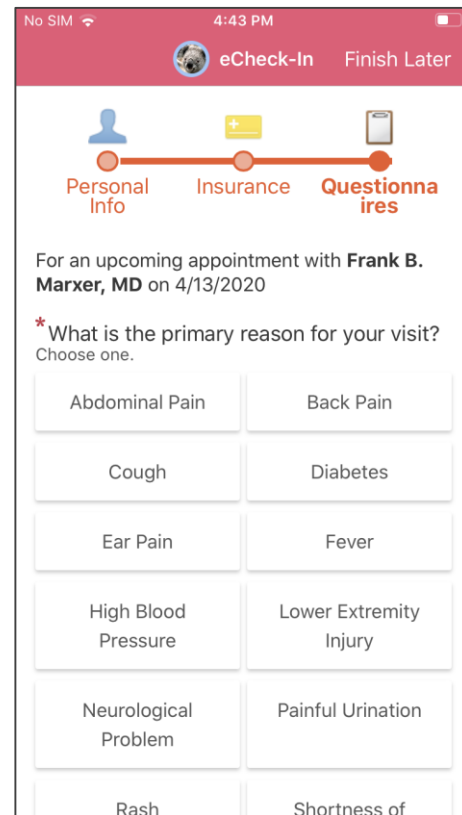 No SIM 4:43 PM
eCheck-In Finish Later
Personal Info Insurance Questionna
ires
For an upcoming appointment with Frank B.
Marxer, MD on 4/13/2020
*What is the primary reason for your visit?
Choose one.
Abdominal Pain Back Pain
Cough Diabetes
Ear Pain Fever
High Blood
Pressure
Lower Extremity
Injury
Neurological
Problem
Painful Urination
Rash Shortness of